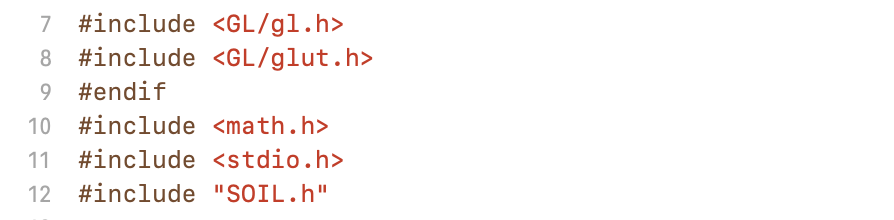 7 #include <GL/gl.h>
8 #include <GL/glut.h>
9 #endif
10 #include <math.h>
11 #include <stdio.h>
12 #include "SOIL.h"